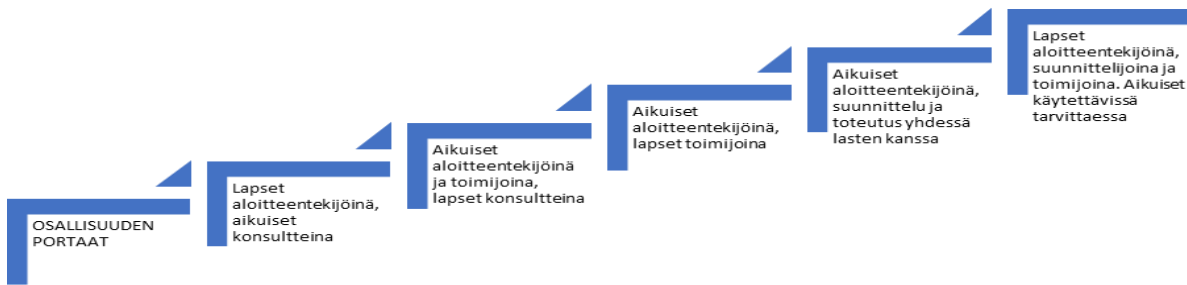 OSALLISUUDEN
PORTAAT
Lapset
aloitteentekijöinä,
aikuiset
konsultteina
Aikuiset
aloitteentekijöinä
ja toimijoina,
lapset konsultteina
Aikuiset
aloitteentekijöinä,
lapset toimijoina
Aikuiset
aloitteentekijöinä,
suunnittelu ja
toteutus yhdessä
lasten kanssa
Lapset
aloitteentekijöinä,
suunnittelijoina ja
toimijoina. Aikuiset
käytettävissä
tarvittaessa